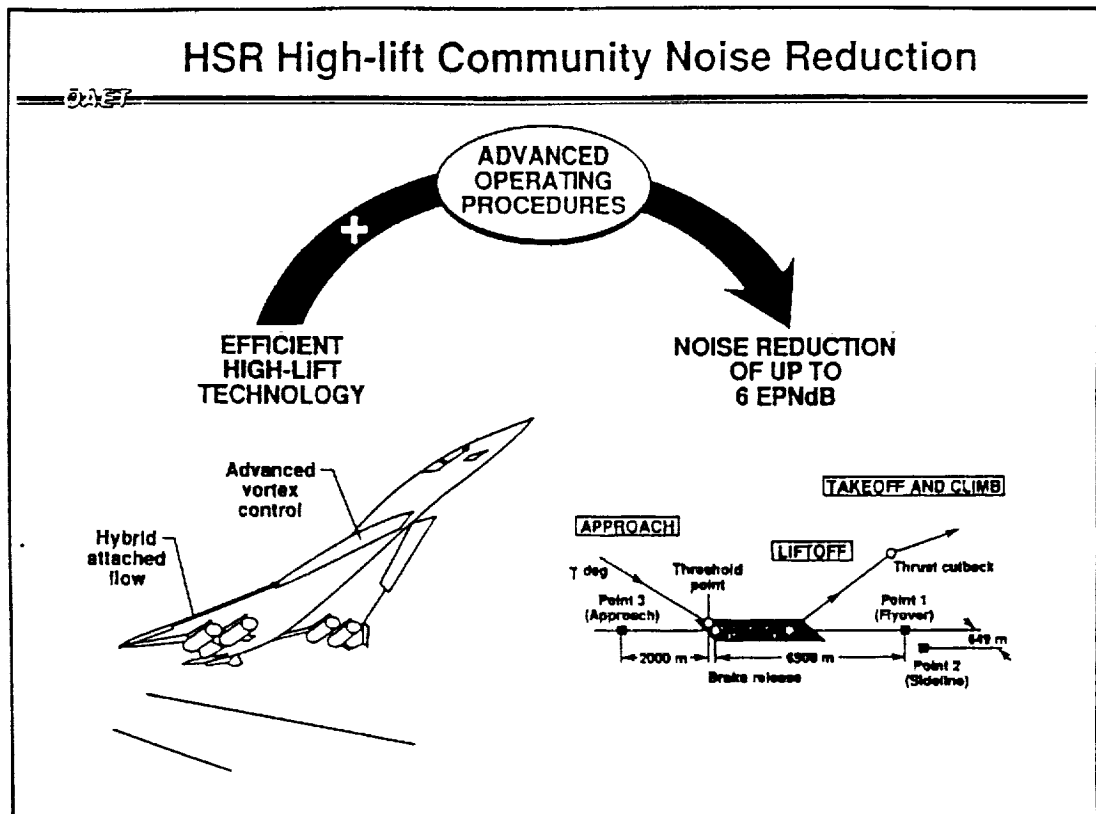 HSR High-lift Community Noise Reduction
OAET
ADVANCED
OPERATING
PROCEDURES
+
EFFICIENT
HIGH-LIFT
TECHNOLOGY
NOISE REDUCTION
OF UP TO
6 EPNdB
Advanced
vortex
control
Hybrid
attached
flow
TAKEOFF AND CLIMB
APPROACH
LIFTOFF
Thrust cutback
deg
Threshold
point
Point 3
(Approach)
Point 1
(Flyover)
2000 m
Brake release
Point 2
(Sideline)